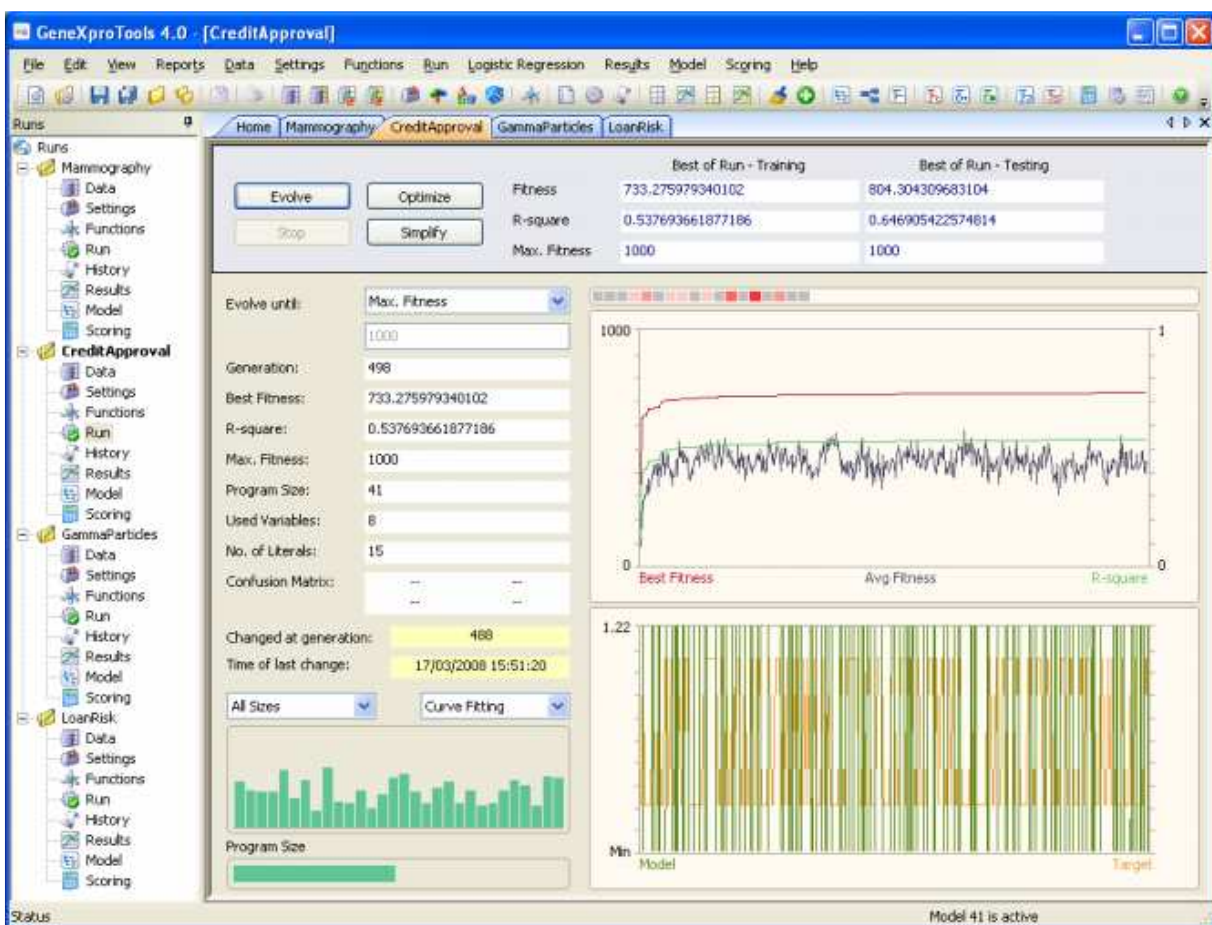 GeneXproTools 4.0 - [CreditApproval]
File Edit View Reports Data Settings Functions Run Logistic Regression Results Model Scoring Help
Runs
Home Mammography CreditApproval GammaParticles LoanRisk
Runs
Mammography
Data
Settings
Functions
Run
History
Results
Model
Scoring
CreditApproval
Data
Settings
Functions
Run
History
Results
Model
Scoring
GammaParticles
Data
Settings
Functions
Run
History
Results
Model
Scoring
LoanRisk
Data
Settings
Functions
Run
History
Results
Model
Scoring
Best of Run - Training Best of Run - Testing
Evolve Optimize Fitness 733.275979340102 804.304309683104
Stop Simplify R-square 0.537693661877186 0.646905422574814
Max. Fitness 1000 1000
Evolve until: Max. Fitness
1000
Generation: 498
Best Fitness: 733.275979340102
R-square: 0.537693661877186
Max. Fitness: 1000
Program Size: 41
Used Variables: 8
No. of Literals: 15
Confusion Matrix: -- --
-- --
Changed at generation: 488
Time of last change: 17/03/2008 15:51:20
All Sizes Curve Fitting
Program Size
1000 1
0 0
Best Fitness Avg Fitness R-square
1.22
Min
Model Target
Status Model 41 is active